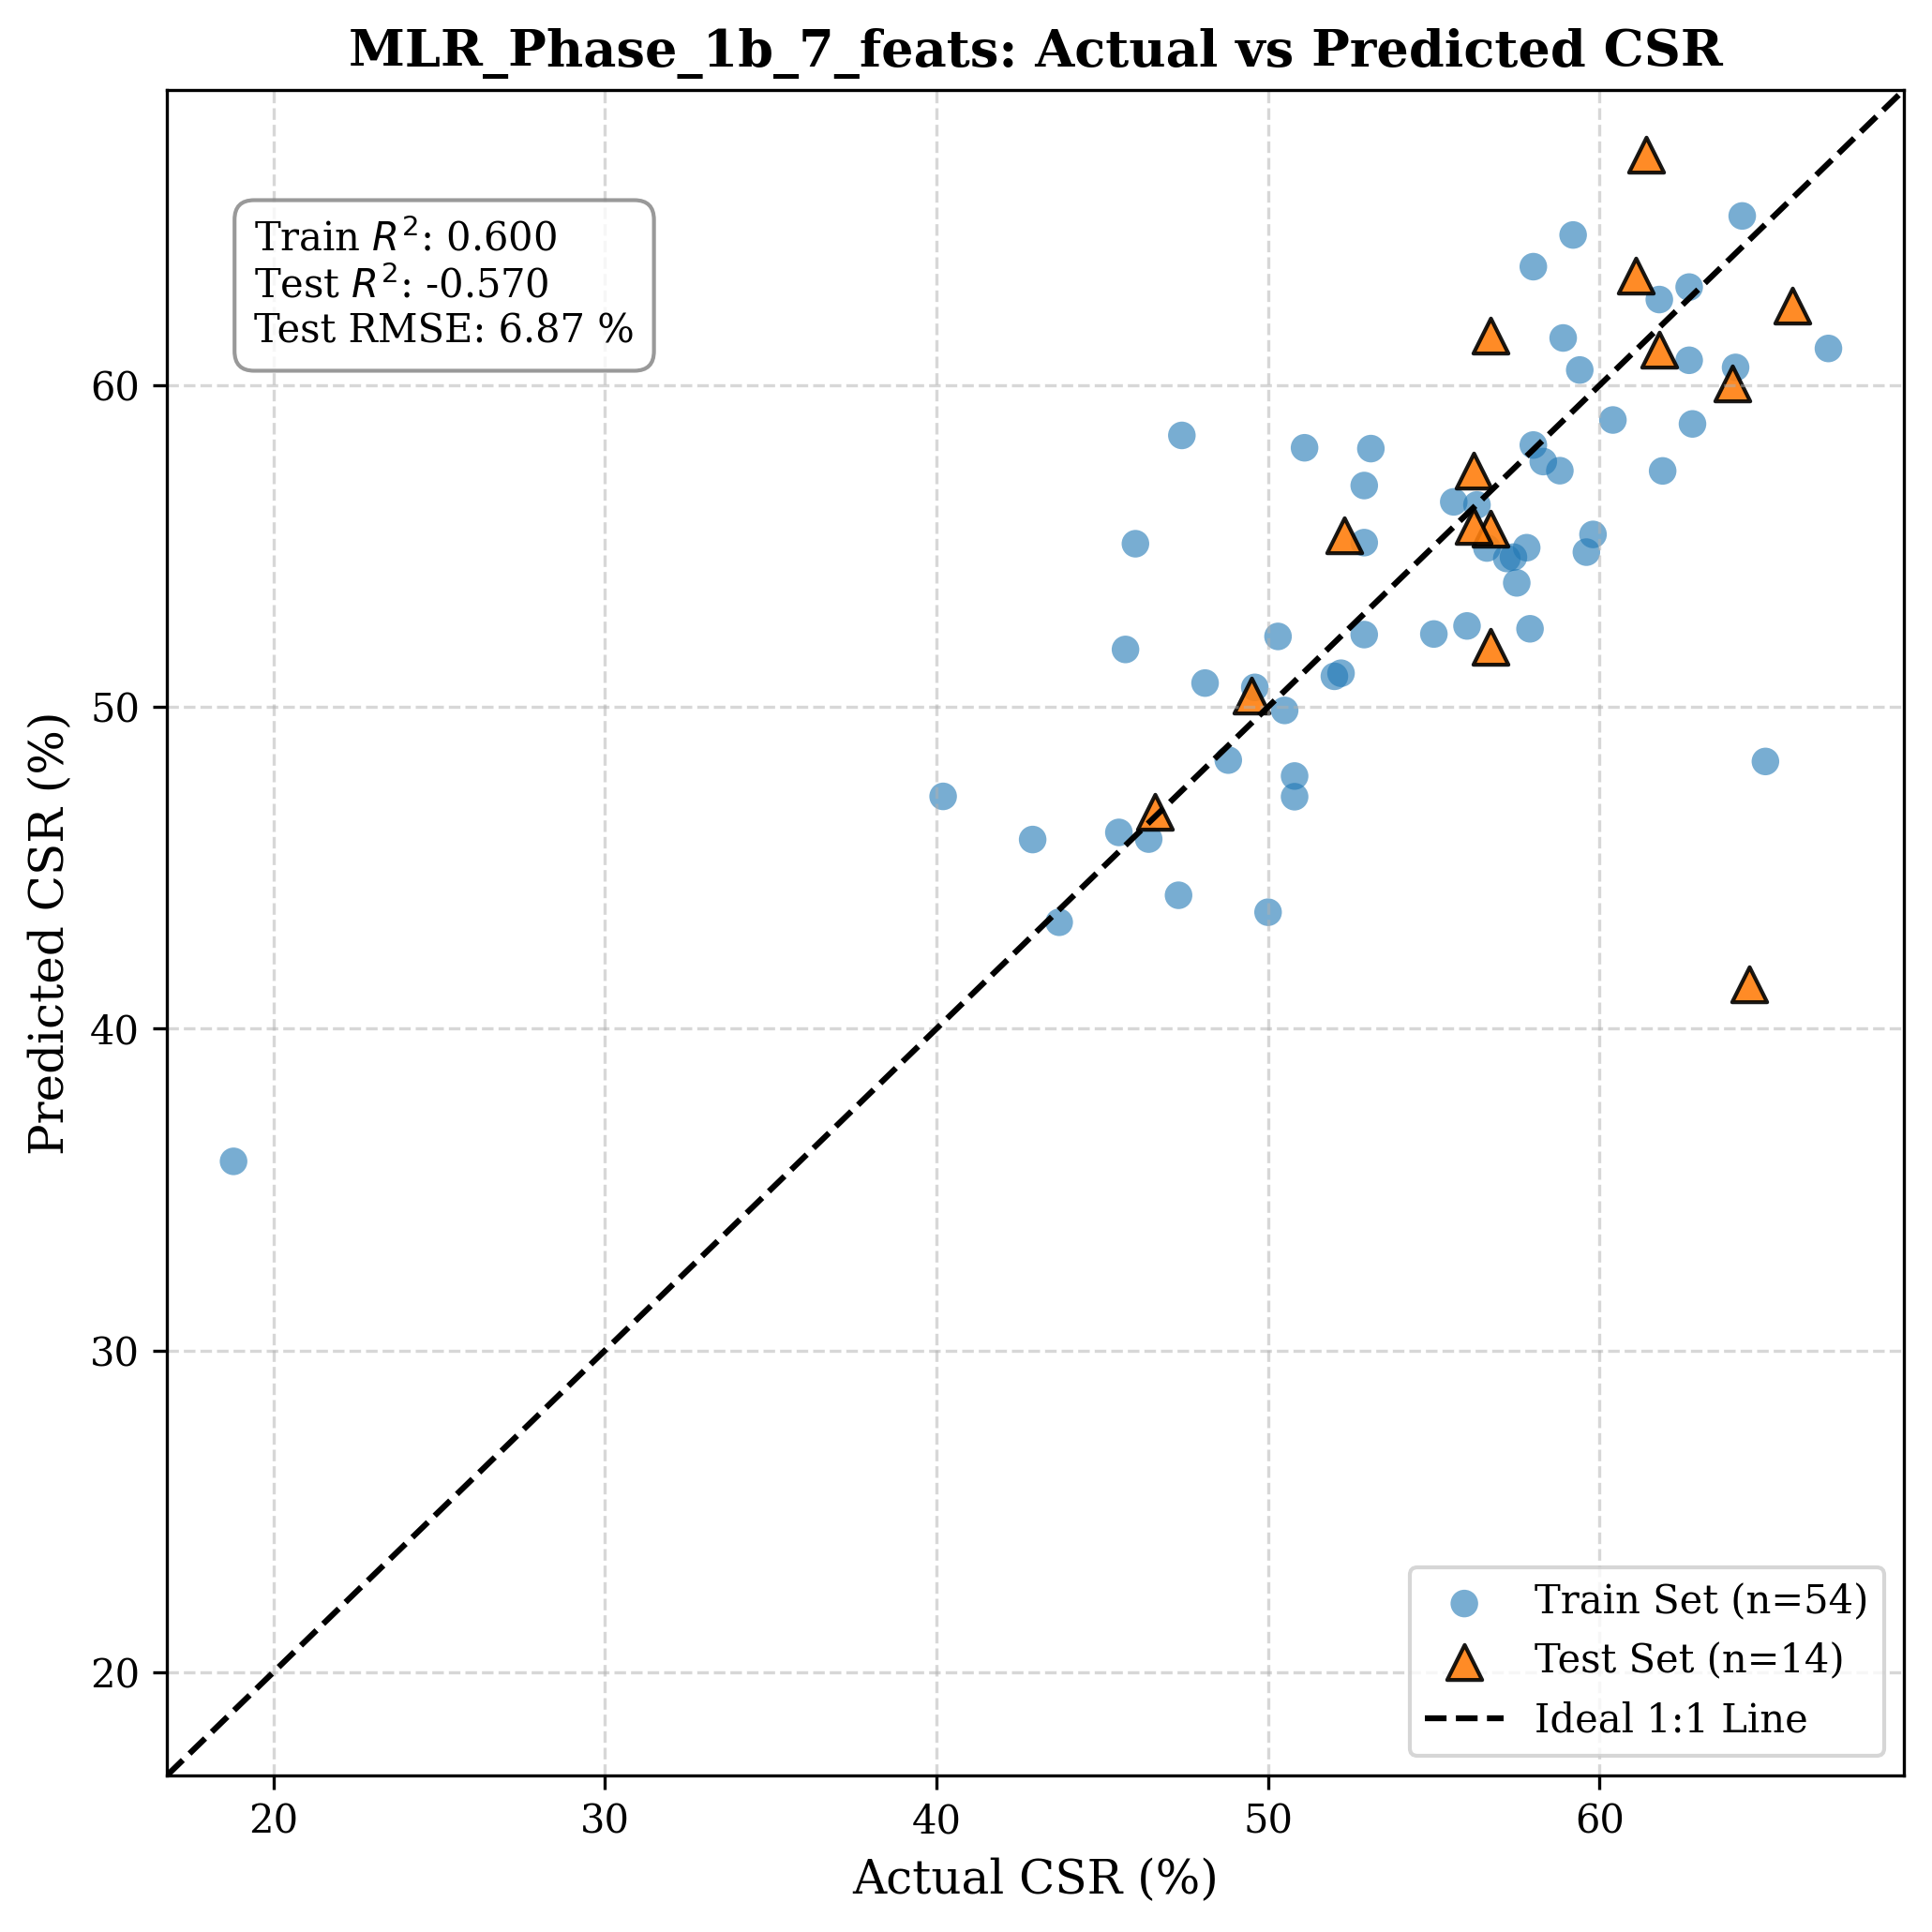 MLR_Phase_1b_7_feats: Actual vs Predicted CSR
Train R²: 0.600
Test R²: -0.570
Test RMSE: 6.87 %
60
50
40
30
20
Predicted CSR (%)
Train Set (n=54)
Test Set (n=14)
Ideal 1:1 Line
20 30 40 50 60
Actual CSR (%)